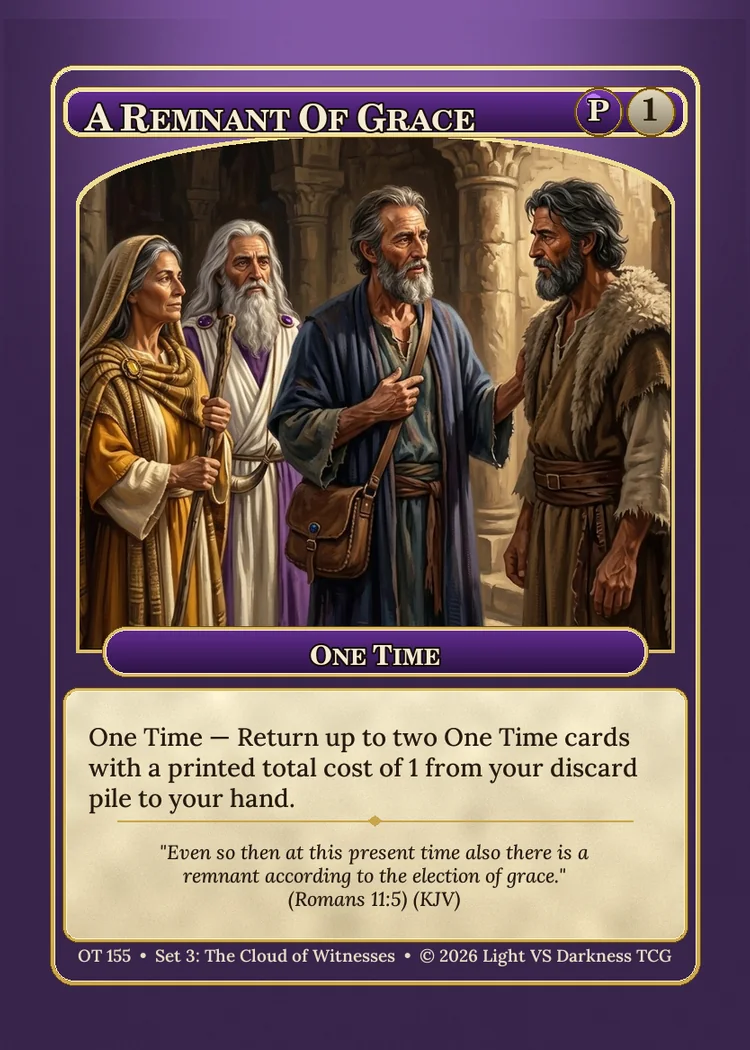 A Remnant Of Grace P 1
One Time
One Time — Return up to two One Time cards
with a printed total cost of 1 from your discard
pile to your hand.
"Even so then at this present time also there is a
remnant according to the election of grace."
(Romans 11:5) (KJV)
OT 155 • Set 3: The Cloud of Witnesses • © 2026 Light VS Darkness TCG